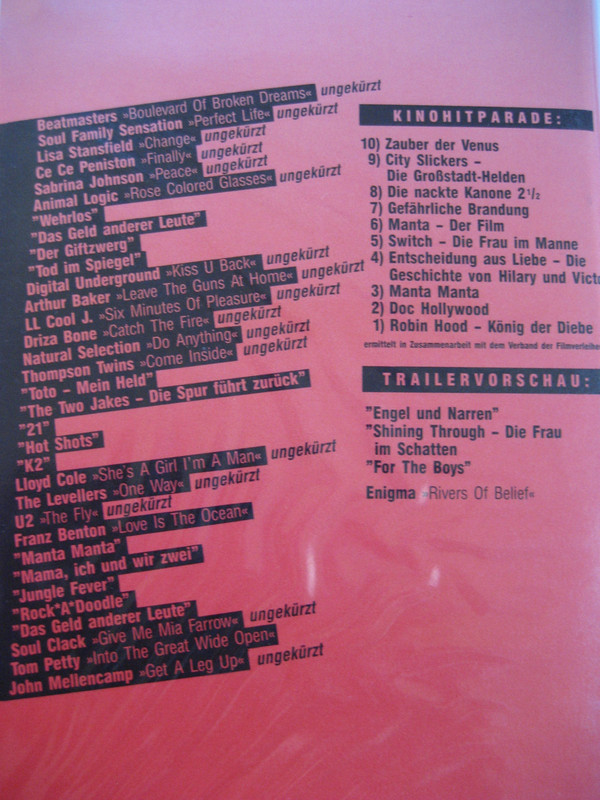 Beatmasters »Boulevard Of Broken Dreams« ungekürzt
Soul Family Sensation »Perfect Life« ungekürzt
Lisa Stansfield »Change« ungekürzt
Ce Ce Peniston »Finally« ungekürzt
Sabrina Johnson »Peace« ungekürzt
Animal Logic »Rose Colored Glasses« ungekürzt
"Wehrlos"
"Das Geld anderer Leute"
"Der Giftzwerg"
"Tod im Spiegel"
Digital Underground »Kiss U Back« ungekürzt
Arthur Baker »Leave The Guns At Home« ungekürzt
LL Cool J. »Six Minutes Of Pleasure« ungekürzt
Driza Bone »Catch The Fire« ungekürzt
Natural Selection »Do Anything« ungekürzt
Thompson Twins »Come Inside« ungekürzt
"Toto - Mein Held"
"The Two Jakes - Die Spur führt zurück"
"21"
"Hot Shots"
"K2"
Lloyd Cole »She's A Girl I'm A Man« ungekürzt
The Levellers »One Way« ungekürzt
U2 »The Fly« ungekürzt
Franz Benton »Love Is The Ocean«
"Manta Manta"
"Mama, ich und wir zwei"
"Jungle Fever"
"Rock*A*Doodle"
"Das Geld anderer Leute"
Soul Clack »Give Me Mia Farrow« ungekürzt
Tom Petty »Into The Great Wide Open«
John Mellencamp »Get A Leg Up« ungekürzt
KINOHITPARADE:
10) Zauber der Venus
9) City Slickers –
Die Großstadt-Helden
8) Die nackte Kanone 2 1/2
7) Gefährliche Brandung
6) Manta – Der Film
5) Switch – Die Frau im Manne
4) Entscheidung aus Liebe – Die
Geschichte von Hilary und Victo
3) Manta Manta
2) Doc Hollywood
1) Robin Hood – König der Diebe
ermittelt in Zusammenarbeit mit dem Verband der Filmverleihe
TRAILERVORSCHAU:
"Engel und Narren"
"Shining Through – Die Frau
im Schatten
"For The Boys"
Enigma »Rivers Of Belief«